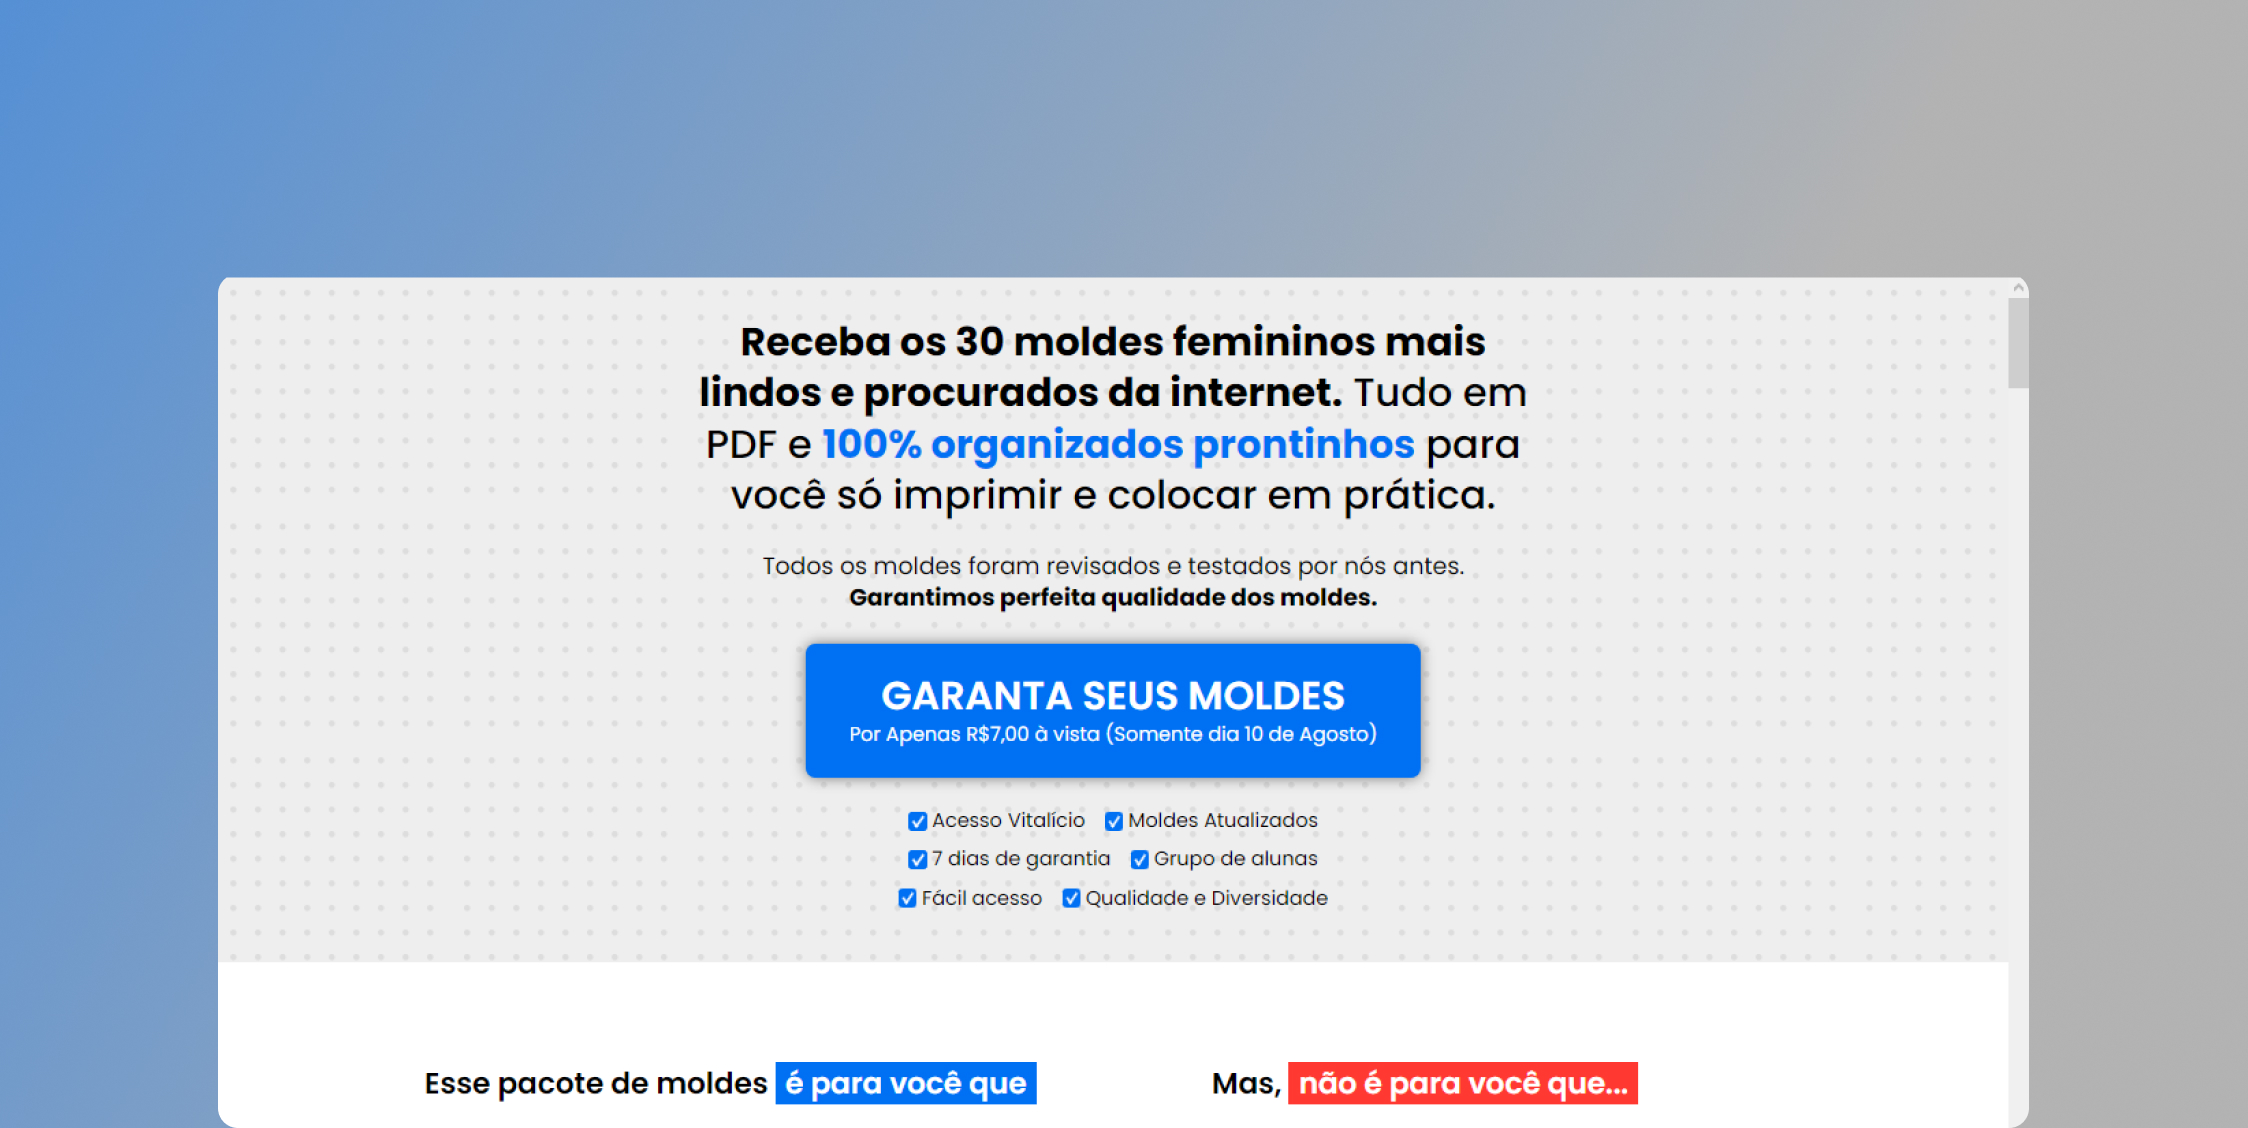 Receba os 30 moldes femininos mais
lindos e procurados da internet. Tudo em
PDF e 100% organizados prontinhos para
você só imprimir e colocar em prática.
Todos os moldes foram revisados e testados por nós antes.
Garantimos perfeita qualidade dos moldes.
GARANTA SEUS MOLDES
Por Apenas R$7,00 à vista (Somente dia 10 de Agosto)
Acesso Vitalício Moldes Atualizados
7 dias de garantia Grupo de alunas
Fácil acesso Qualidade e Diversidade
Esse pacote de moldes é para você que
Mas, não é para você que...